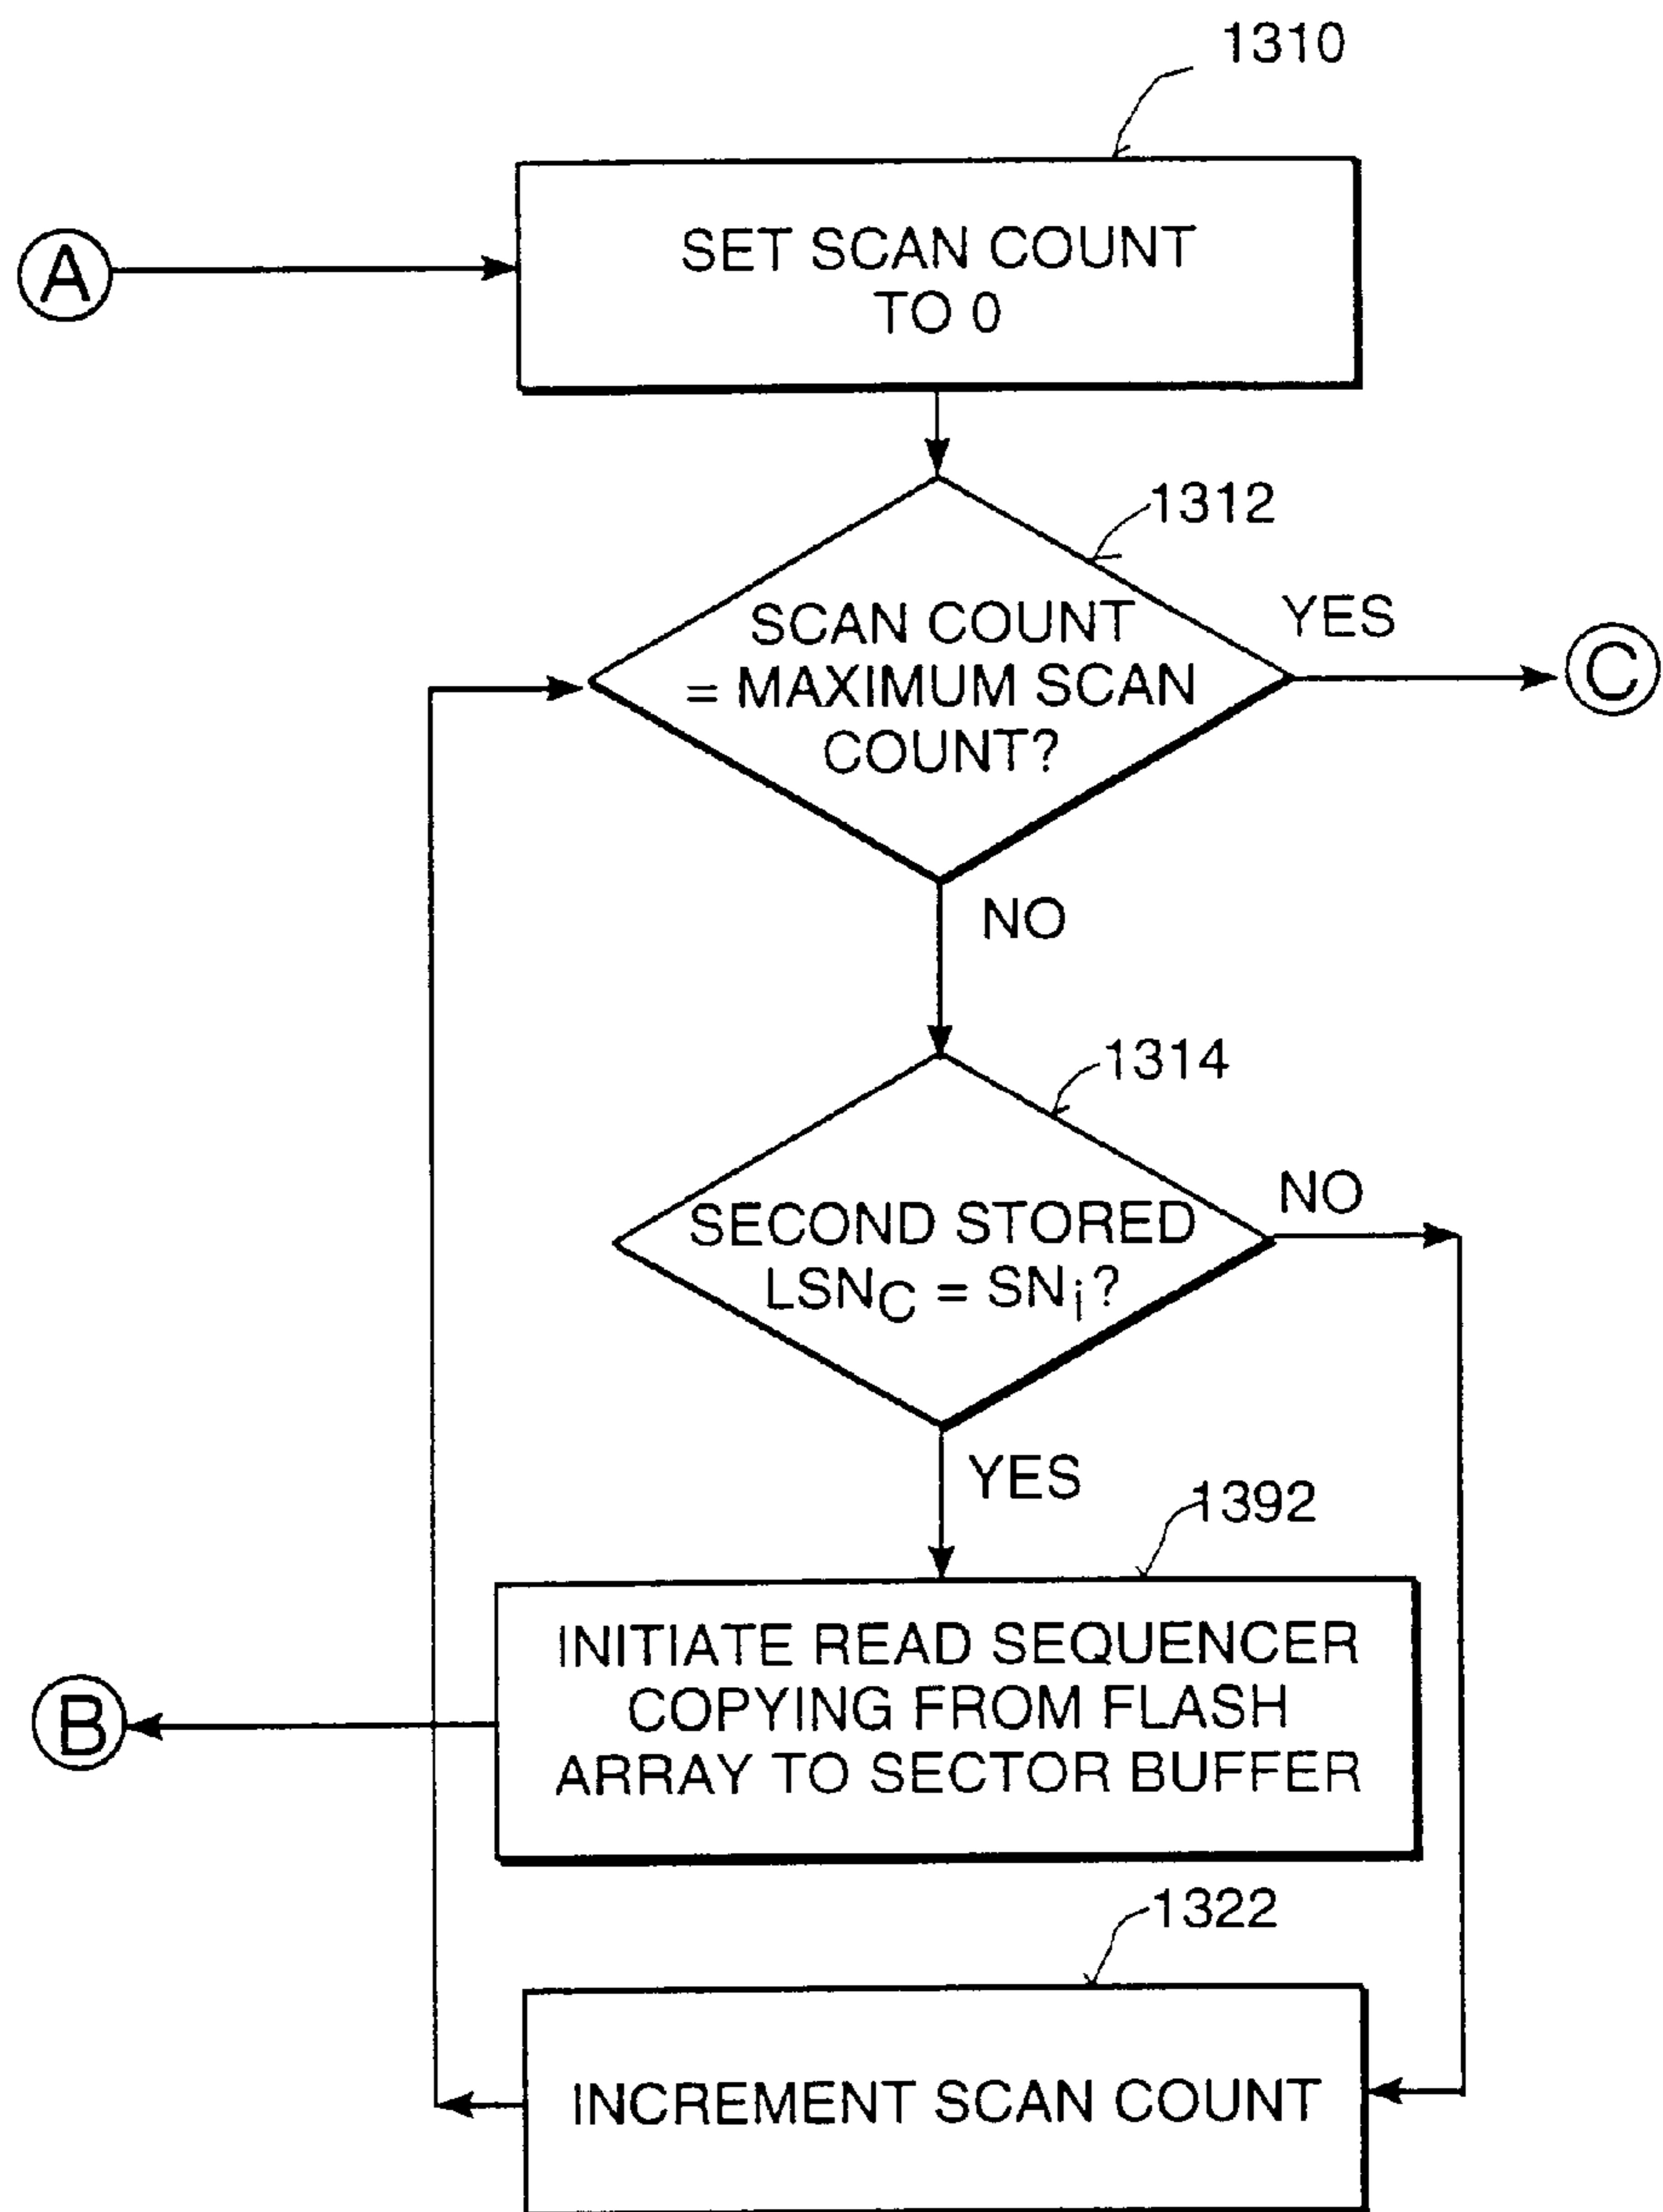 1310
A
SET SCAN COUNT
TO 0
1312
SCAN COUNT
= MAXIMUM SCAN
COUNT?
YES
C
NO
1314
SECOND STORED
LSNC = SNi?
NO
YES
1392
INITIATE READ SEQUENCER
COPYING FROM FLASH
ARRAY TO SECTOR BUFFER
B
1322
INCREMENT SCAN COUNT